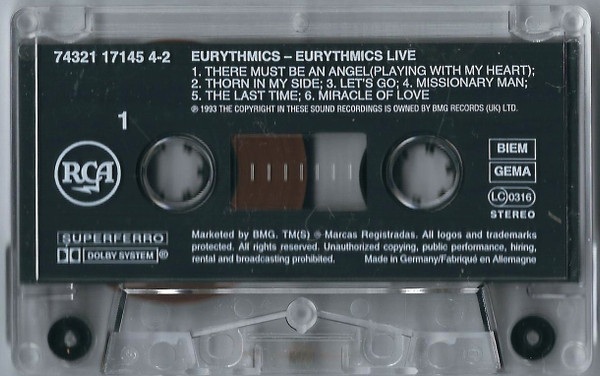 74321 17145 4-2
EURYTHMICS – EURYTHMICS LIVE
1. THERE MUST BE AN ANGEL(PLAYING WITH MY HEART);
2. THORN IN MY SIDE; 3. LET'S GO; 4. MISSIONARY MAN;
5. THE LAST TIME; 6. MIRACLE OF LOVE
℗ 1993 THE COPYRIGHT IN THESE SOUND RECORDINGS IS OWNED BY BMG RECORDS (UK) LTD.
1
RCA
BIEM
GEMA
LC 0316
STEREO
SUPERFERRO
DOLBY SYSTEM ®
Marketed by BMG. TM(S) ® Marcas Registradas. All logos and trademarks
protected. All rights reserved. Unauthorized copying, public performance, hiring,
rental and broadcasting prohibited.
Made in Germany/Fabriqué en Allemagne